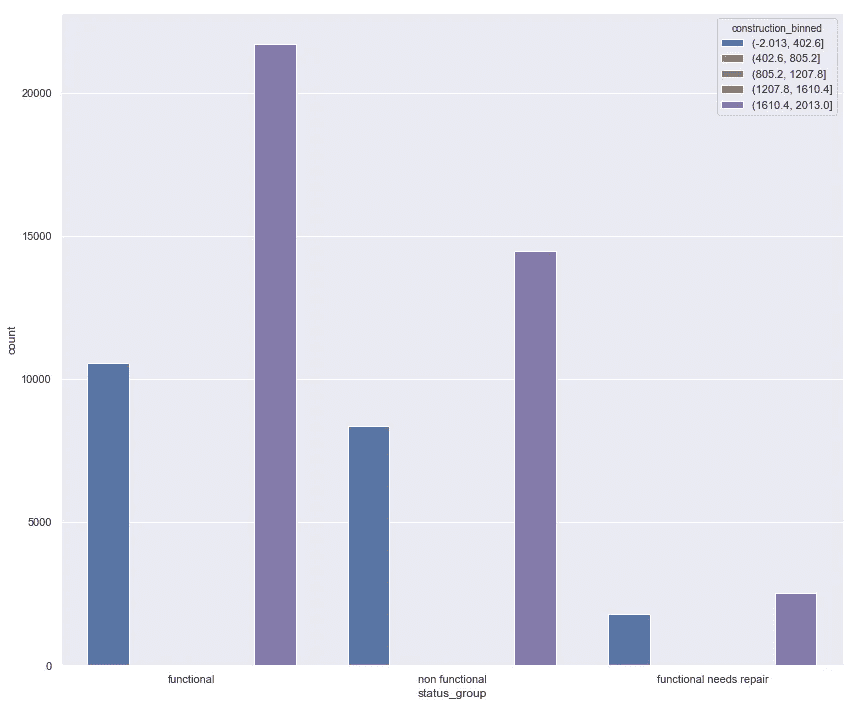 construction_binned
(-2.013, 402.6]
(402.6, 805.2]
(805.2, 1207.8]
(1207.8, 1610.4]
(1610.4, 2013.0]
20000
15000
10000
5000
0
count
functional
non functional
functional needs repair
status_group